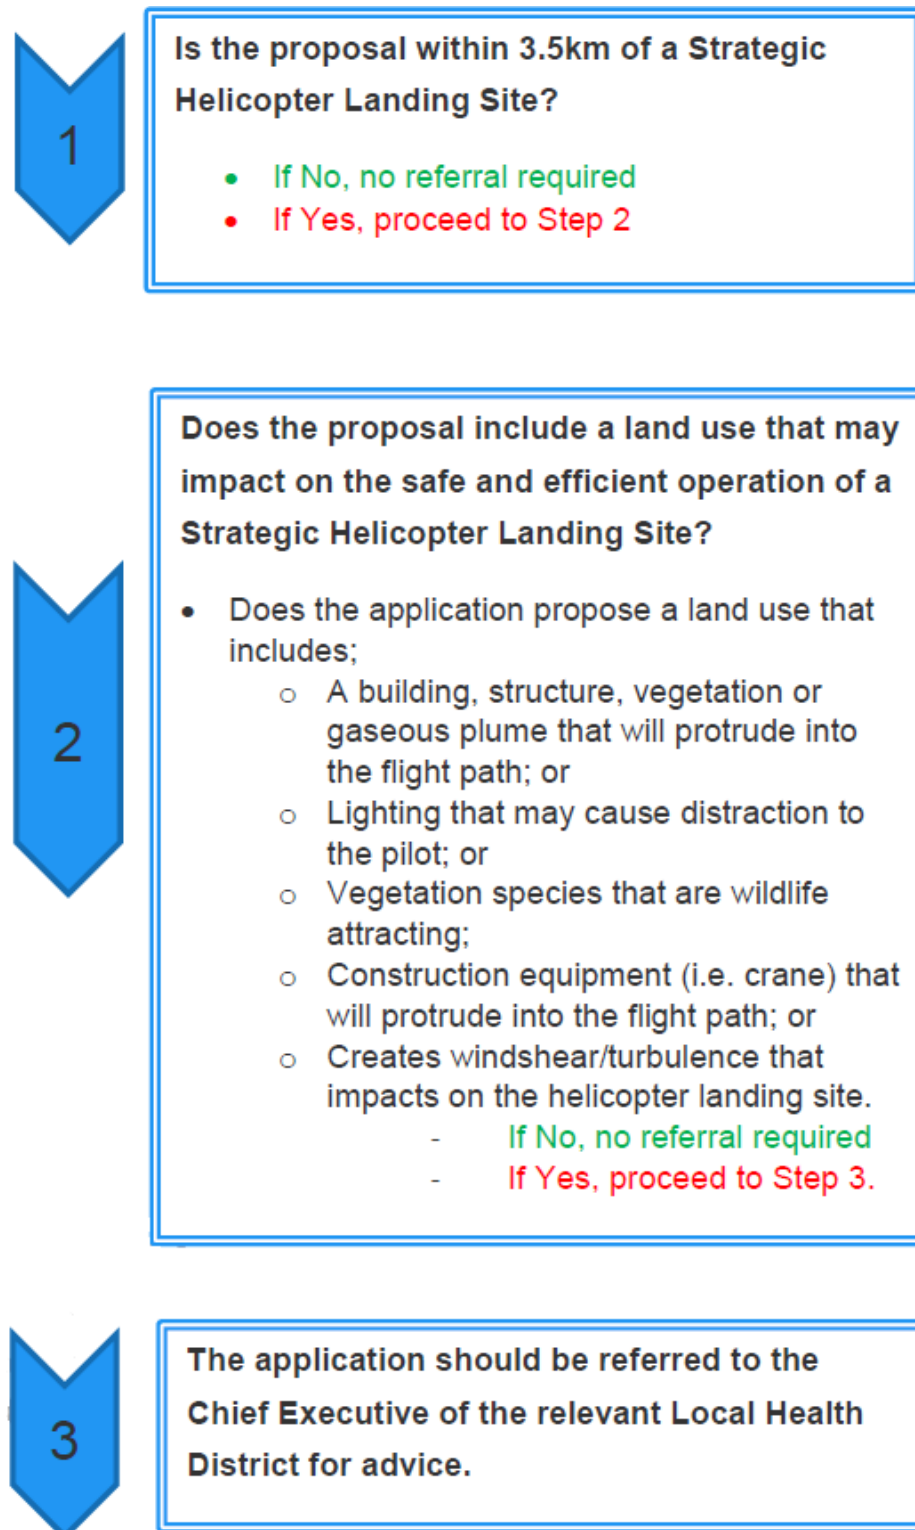 1
Is the proposal within 3.5km of a Strategic
Helicopter Landing Site?
• If No, no referral required
• If Yes, proceed to Step 2
2
Does the proposal include a land use that may
impact on the safe and efficient operation of a
Strategic Helicopter Landing Site?
• Does the application propose a land use that
includes;
o A building, structure, vegetation or
gaseous plume that will protrude into
the flight path; or
o Lighting that may cause distraction to
the pilot; or
o Vegetation species that are wildlife
attracting;
o Construction equipment (i.e. crane) that
will protrude into the flight path; or
o Creates windshear/turbulence that
impacts on the helicopter landing site.
- If No, no referral required
- If Yes, proceed to Step 3.
3
The application should be referred to the
Chief Executive of the relevant Local Health
District for advice.